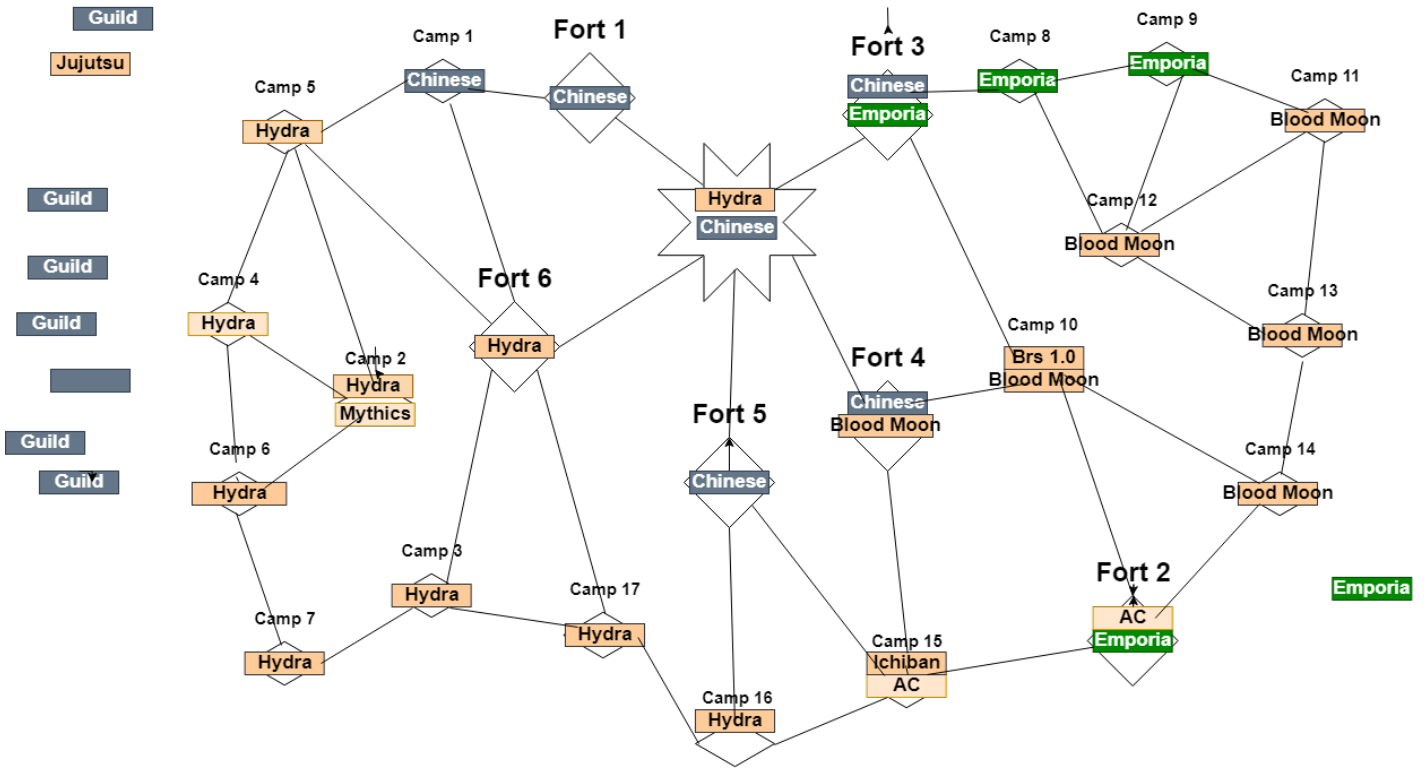 Guild
Jujutsu
Guild
Guild
Guild
Guild
Guild
Camp 1
Chinese
Fort 1
Chinese
Camp 5
Hydra
Fort 3
Chinese
Emporia
Camp 8
Emporia
Camp 9
Emporia
Camp 11
Blood Moon
Hydra
Chinese
Camp 12
Blood Moon
Camp 4
Hydra
Fort 6
Hydra
Camp 13
Blood Moon
Camp 2
Hydra
Mythics
Fort 4
Chinese
Blood Moon
Camp 10
Brs 1.0
Blood Moon
Camp 6
Hydra
Fort 5
Chinese
Camp 14
Blood Moon
Camp 3
Hydra
Camp 17
Hydra
Fort 2
AC
Emporia
Emporia
Camp 7
Hydra
Camp 15
Ichiban
AC
Camp 16
Hydra